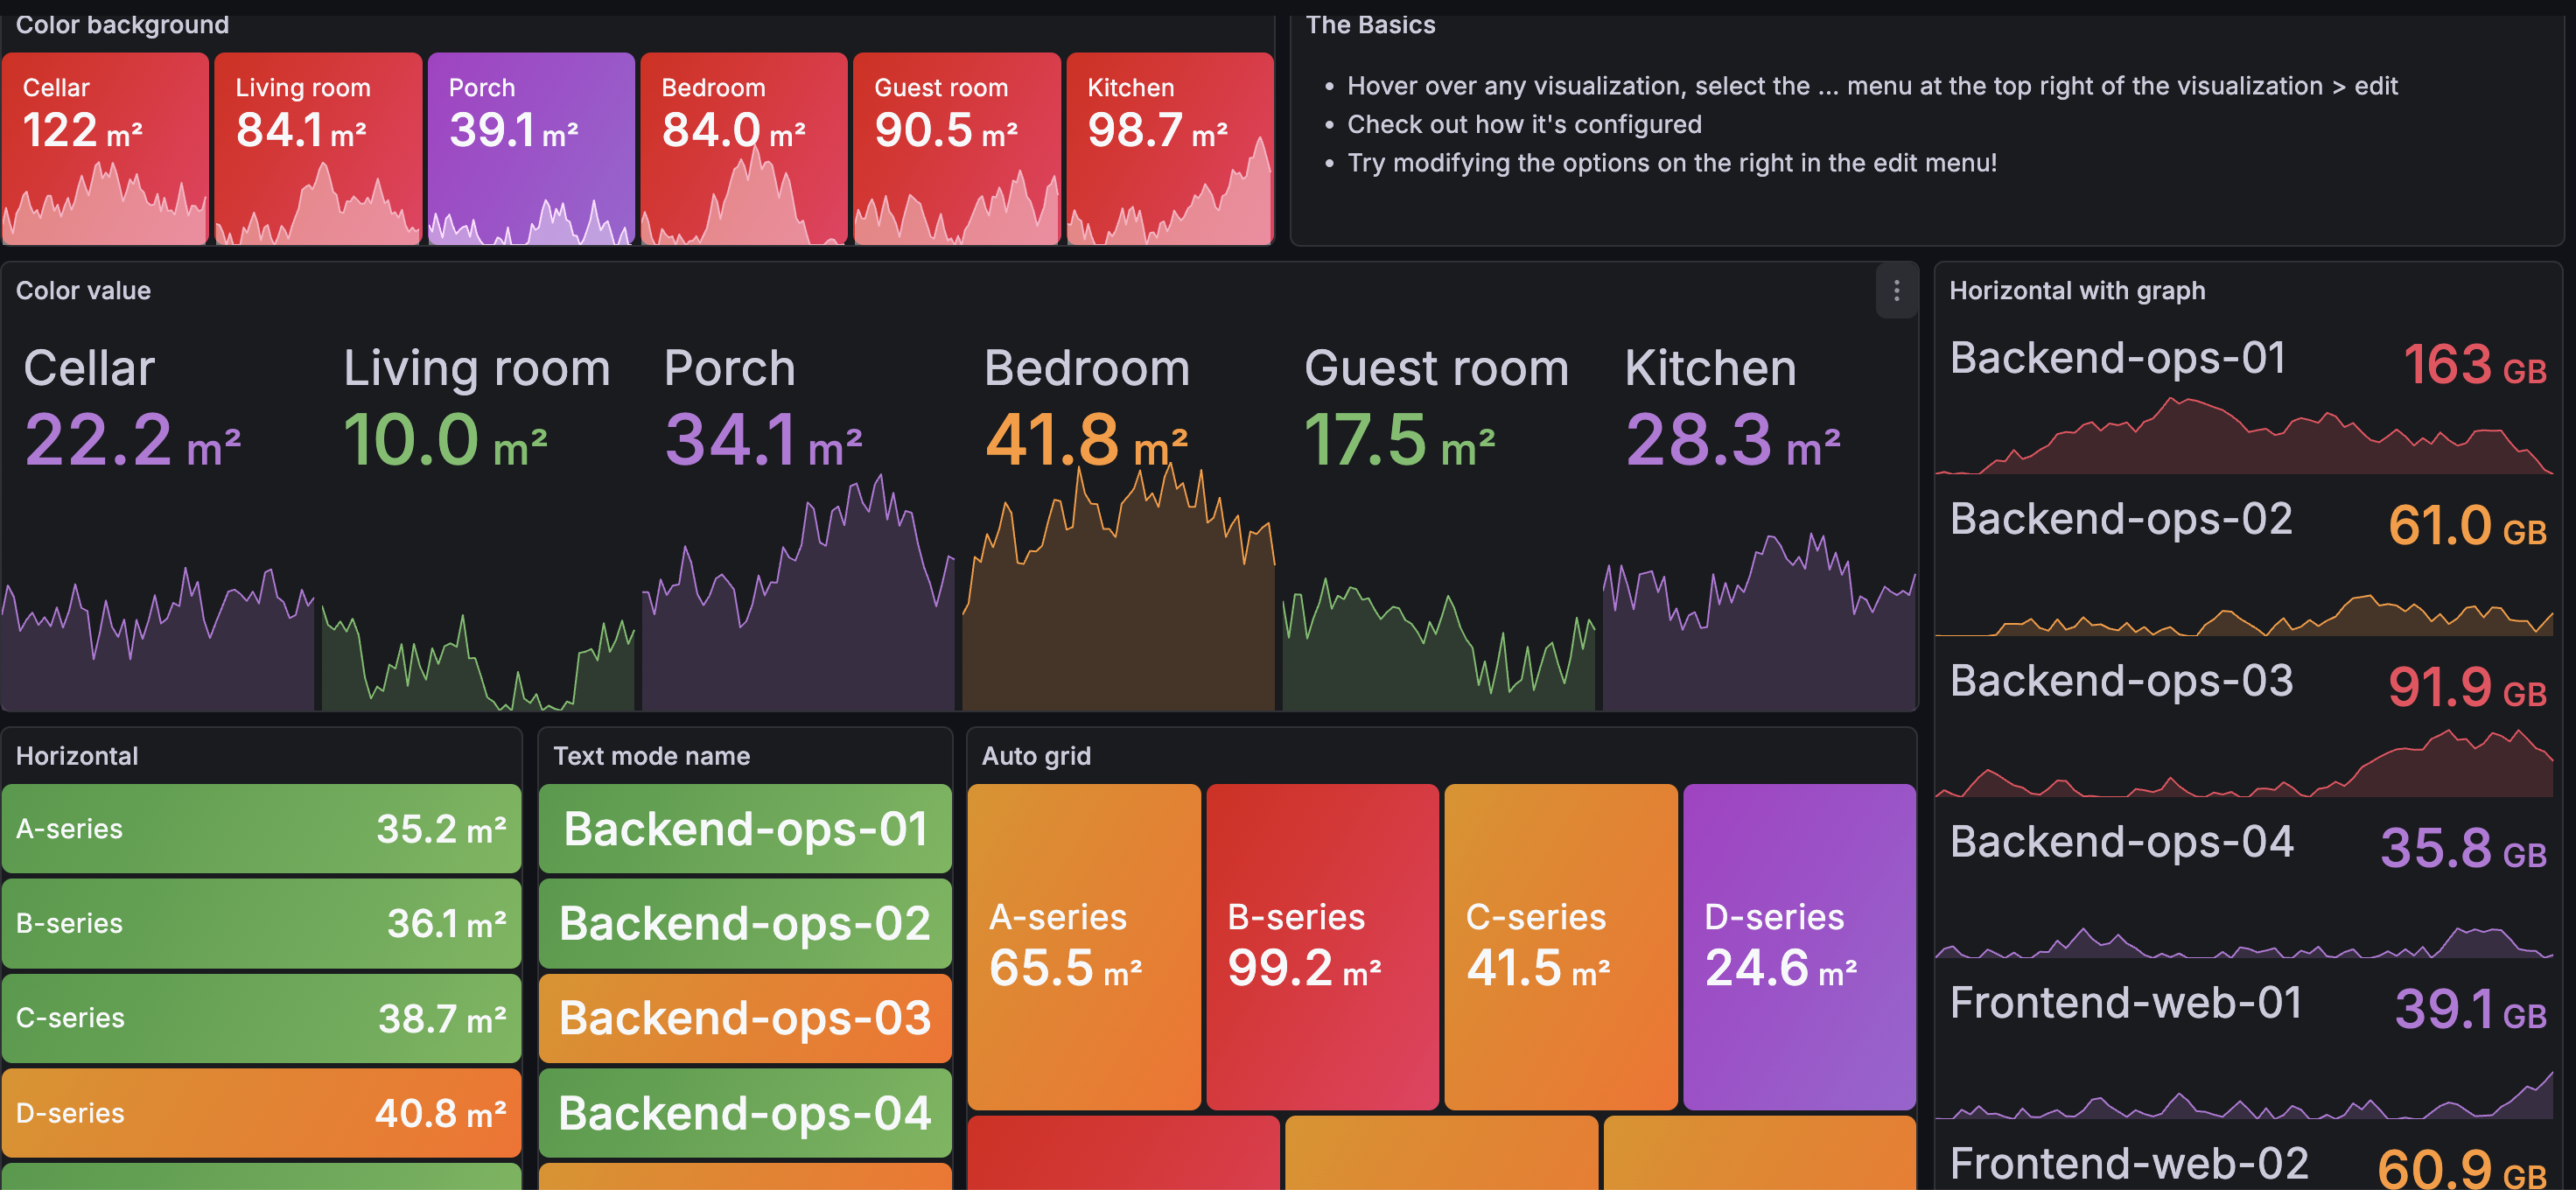 Color background
Cellar
122 m²
Living room
84.1 m²
Porch
39.1 m²
Bedroom
84.0 m²
Guest room
90.5 m²
Kitchen
98.7 m²
The Basics
• Hover over any visualization, select the ... menu at the top right of the visualization > edit
• Check out how it's configured
• Try modifying the options on the right in the edit menu!
Color value
Cellar
22.2 m²
Living room
10.0 m²
Porch
34.1 m²
Bedroom
41.8 m²
Guest room
17.5 m²
Kitchen
28.3 m²
Horizontal with graph
Backend-ops-01 163 GB
Backend-ops-02 61.0 GB
Backend-ops-03 91.9 GB
Backend-ops-04 35.8 GB
Frontend-web-01 39.1 GB
Frontend-web-02 60.9 GB
Horizontal
A-series 35.2 m²
B-series 36.1 m²
C-series 38.7 m²
D-series 40.8 m²
Text mode name
Backend-ops-01
Backend-ops-02
Backend-ops-03
Backend-ops-04
Auto grid
A-series
65.5 m²
B-series
99.2 m²
C-series
41.5 m²
D-series
24.6 m²